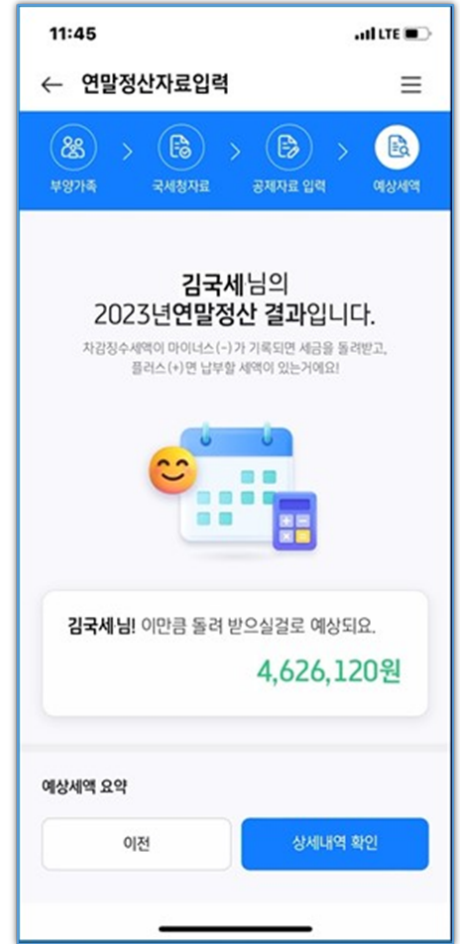 11:45
LTE
연말정산자료입력
부양가족
국세청자료
공제자료 입력
예상세액
김국세님의
2023년연말정산 결과입니다.
차감징수세액이 마이너스(-)가 기록되면 세금을 돌려받고,
플러스(+)면 납부할 세액이 있는거에요!
김국세님! 이만큼 돌려 받으실걸로 예상되요.
4,626,120원
예상세액 요약
이전
상세내역 확인